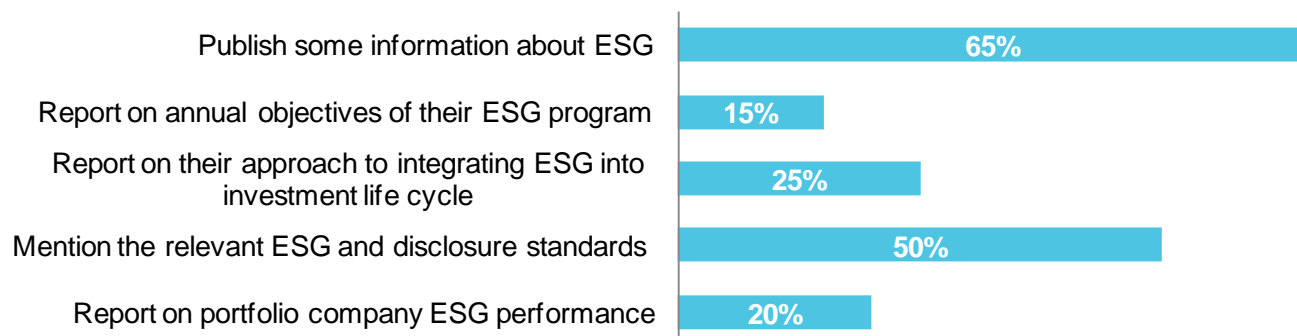 Publish some information about ESG
65%
Report on annual objectives of their ESG program
15%
Report on their approach to integrating ESG into
investment life cycle
25%
Mention the relevant ESG and disclosure standards
50%
Report on portfolio company ESG performance
20%